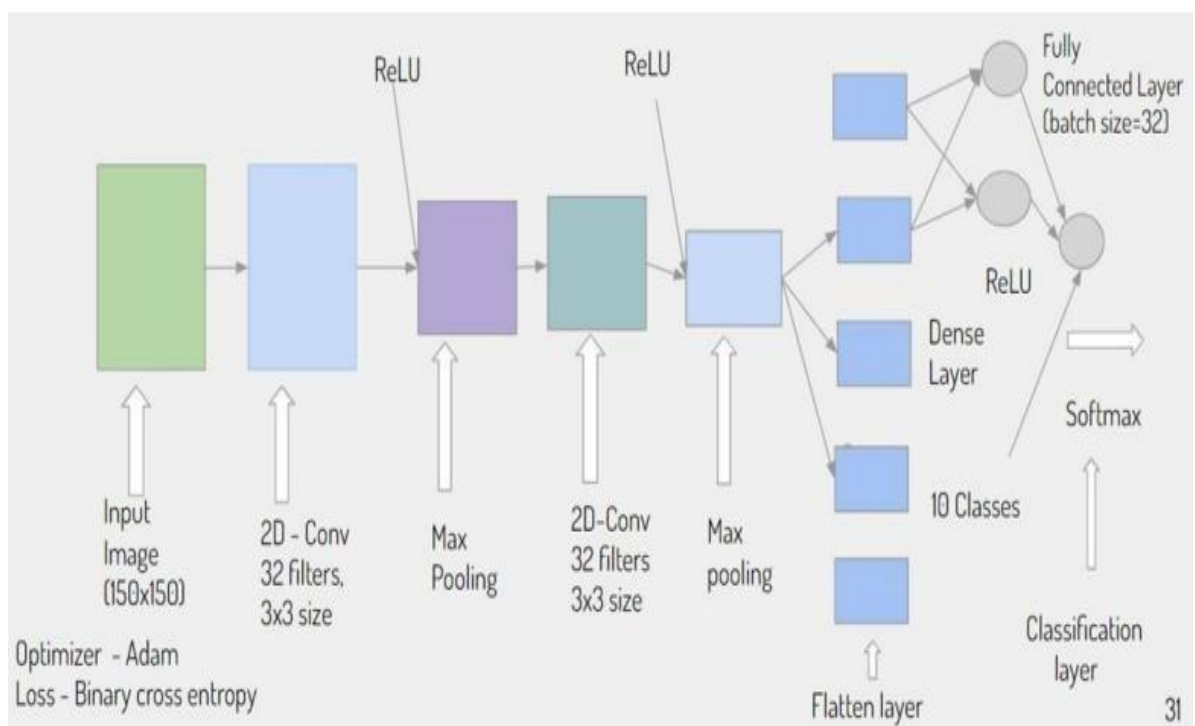 ReLU
ReLU
Fully
Connected Layer
(batch size=32)
ReLU
Dense
Layer
Softmax
10 Classes
Input
Image
(150x150)
2D - Conv
32 filters,
3x3 size
Max
Pooling
2D-Conv
32 filters
3x3 size
Max
pooling
Classification
layer
Optimizer - Adam
Loss - Binary cross entropy
Flatten layer
31